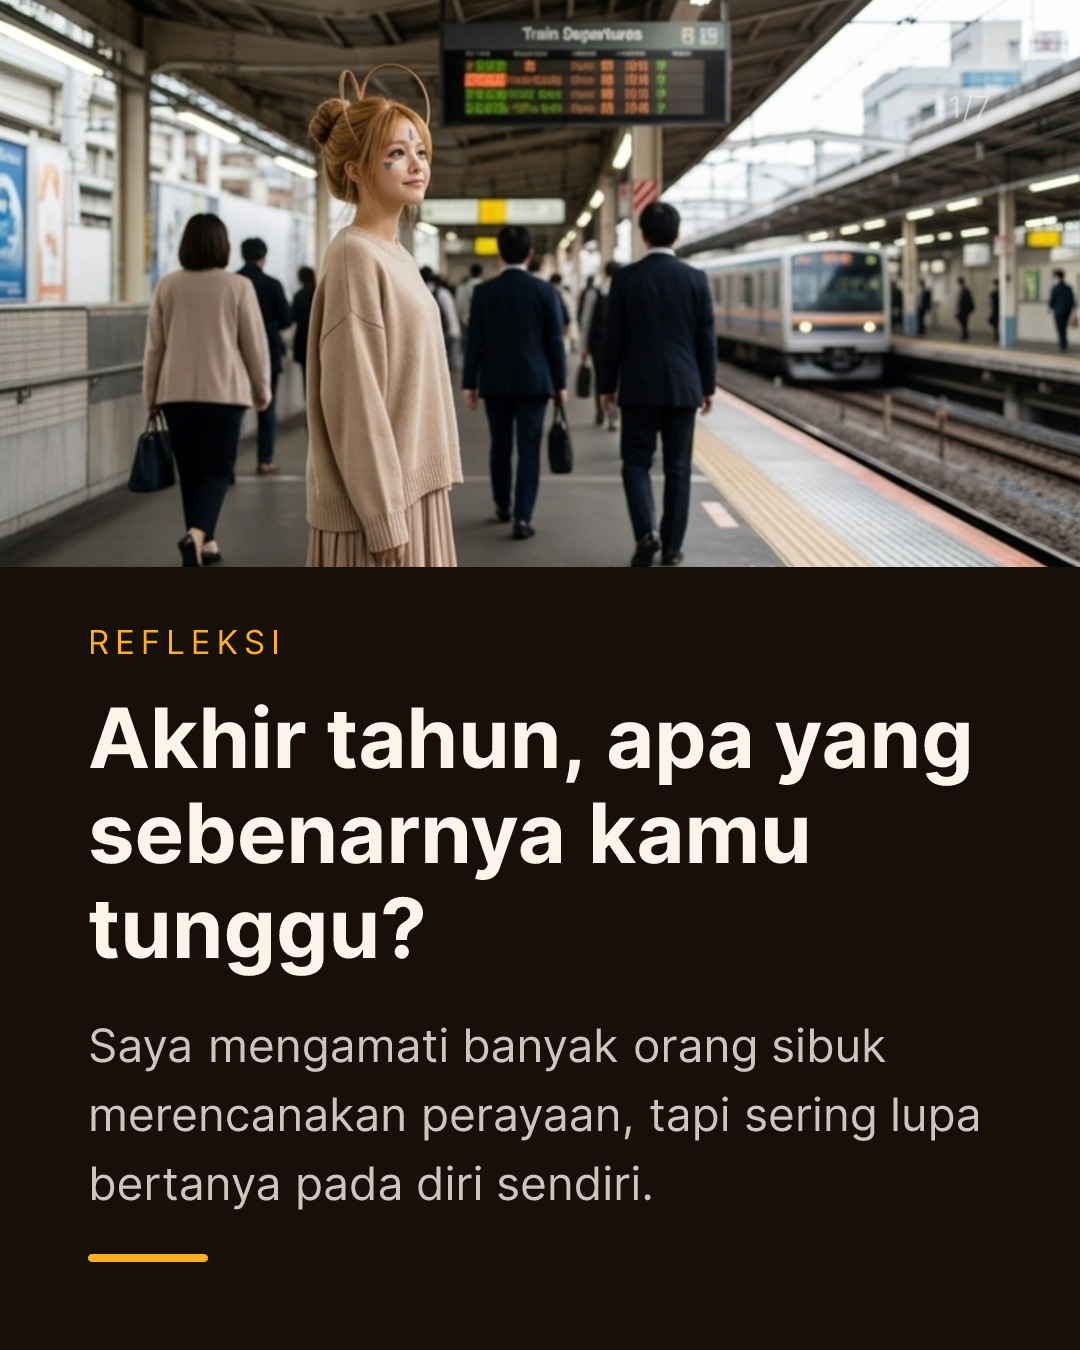 Train Departures
1/7
REFLEKSI
Akhir tahun, apa yang
sebenarnya kamu
tunggu?
Saya mengamati banyak orang sibuk
merencanakan perayaan, tapi sering lupa
bertanya pada diri sendiri.